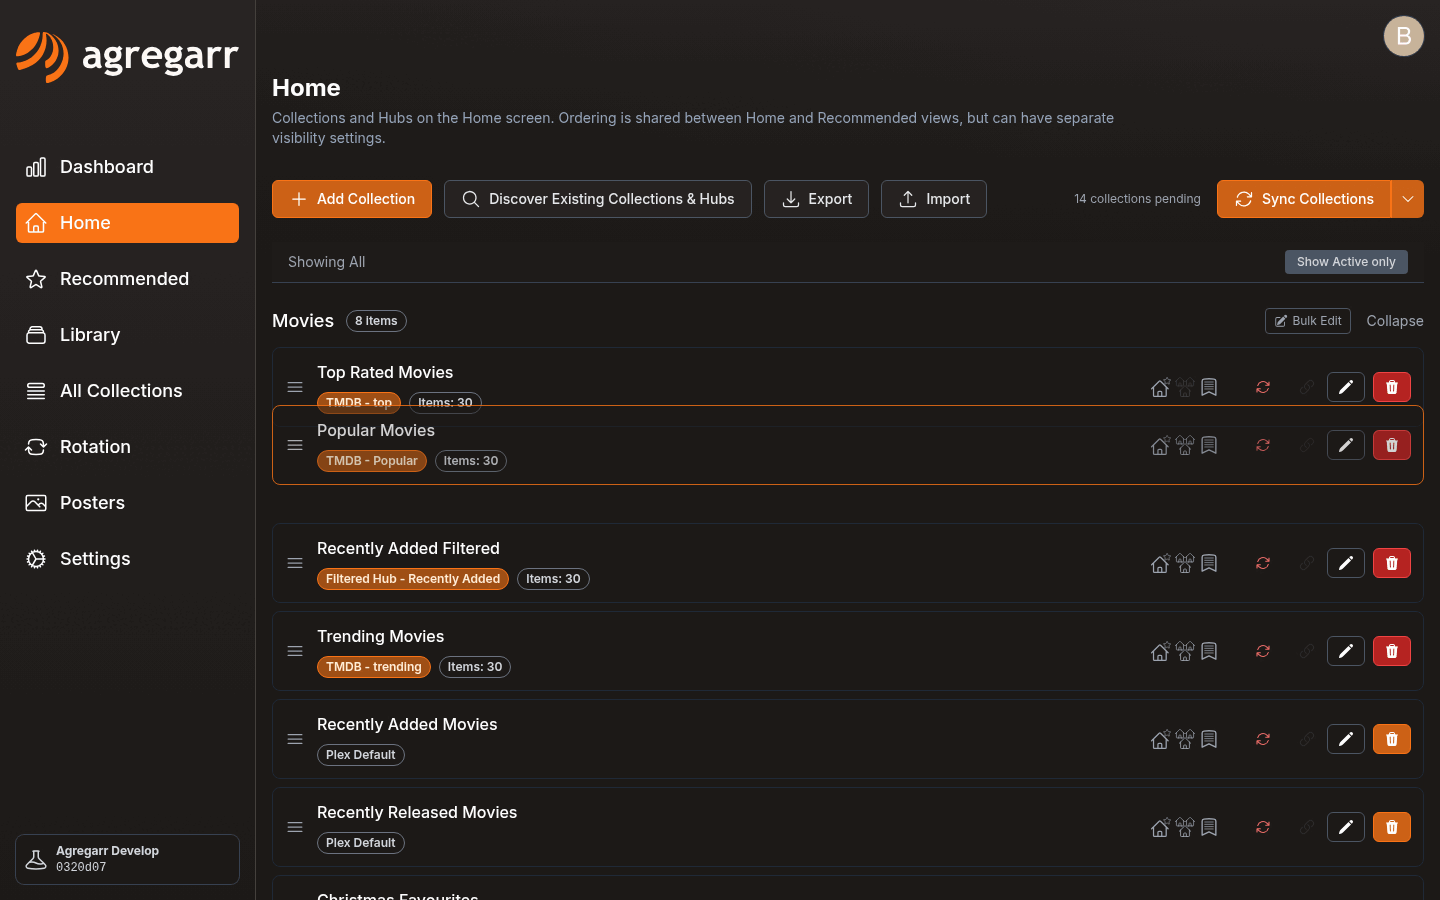 agregarr
B
Dashboard
Home
Recommended
Library
All Collections
Rotation
Posters
Settings
Agregarr Develop
0320d07
Home
Collections and Hubs on the Home screen. Ordering is shared between Home and Recommended views, but can have separate
visibility settings.
Add Collection
Discover Existing Collections & Hubs
Export
Import
14 collections pending
Sync Collections
Showing All
Show Active only
Movies
8 items
Bulk Edit
Collapse
Top Rated Movies
TMDB - top
Items: 30
Popular Movies
TMDB - Popular
Items: 30
Recently Added Filtered
Filtered Hub - Recently Added
Items: 30
Trending Movies
TMDB - trending
Items: 30
Recently Added Movies
Plex Default
Recently Released Movies
Plex Default
Christmas Favourites